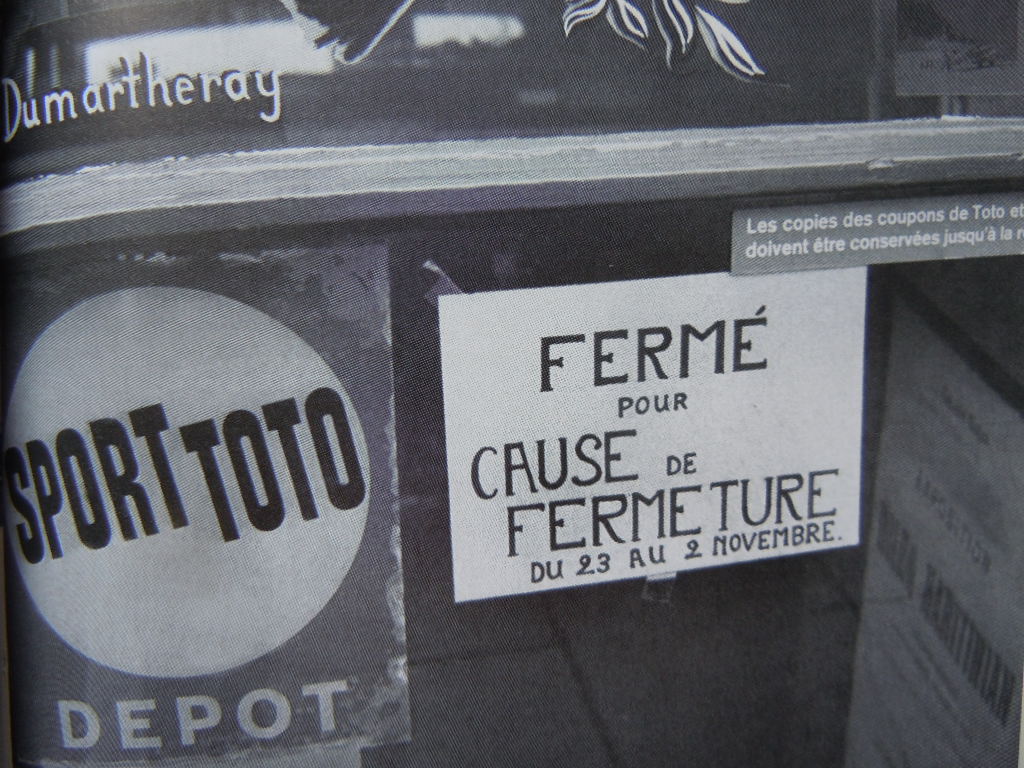 Dumartheray
Les copies des coupons de Toto et
doivent être conservées jusqu'à la
FERMÉ
POUR
CAUSE DE
FERMETURE
DU 23 AU 2 NOVEMBRE.
SPORT TOTO
DEPOT